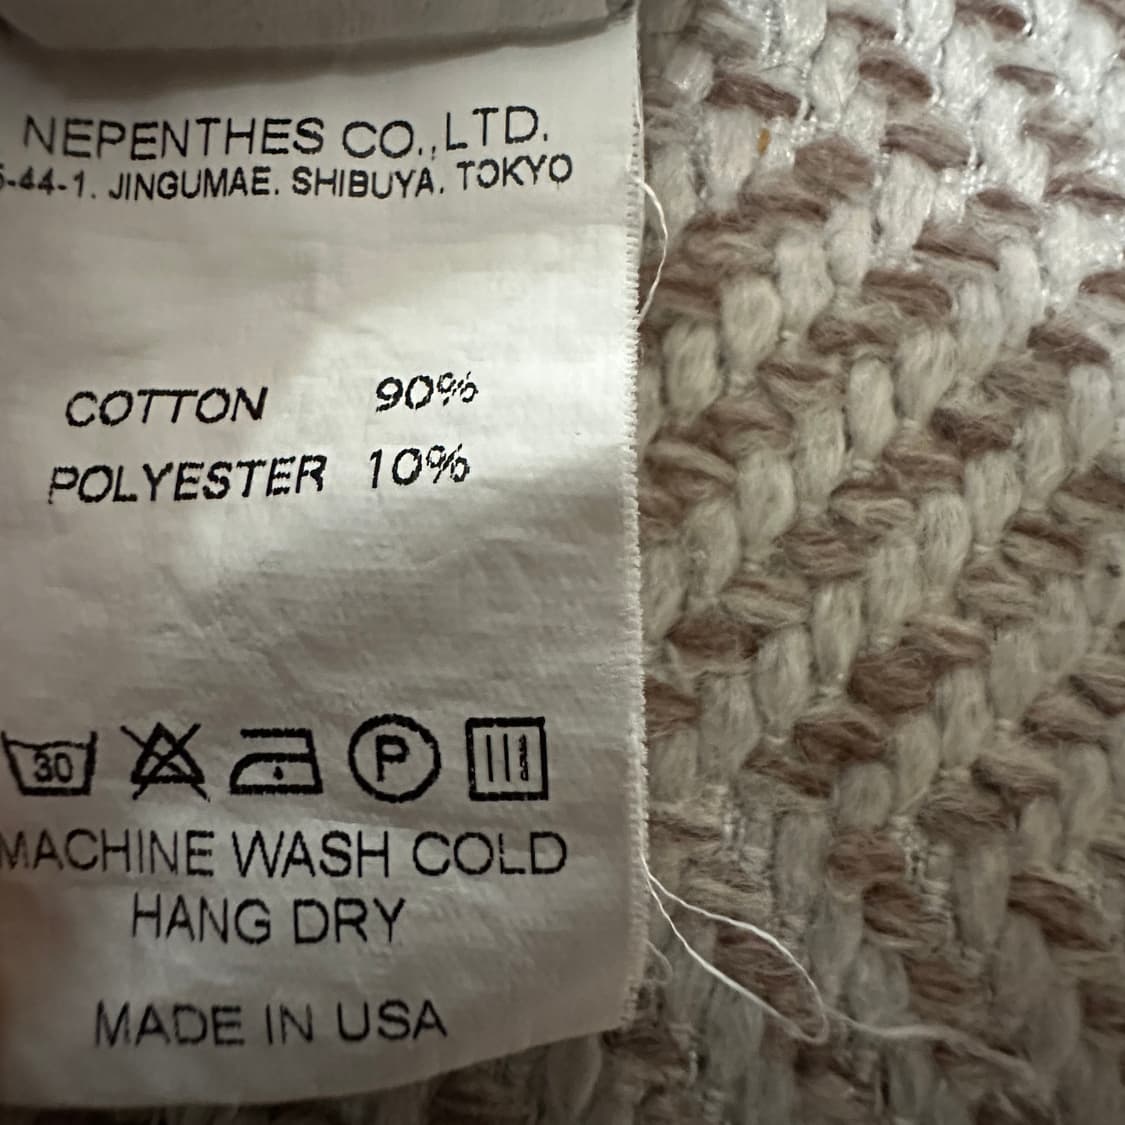 NEPENTHES CO.,LTD.
5-44-1. JINGUMAE. SHIBUYA. TOKYO
COTTON 90%
POLYESTER 10%
30 P
MACHINE WASH COLD
HANG DRY
MADE IN USA